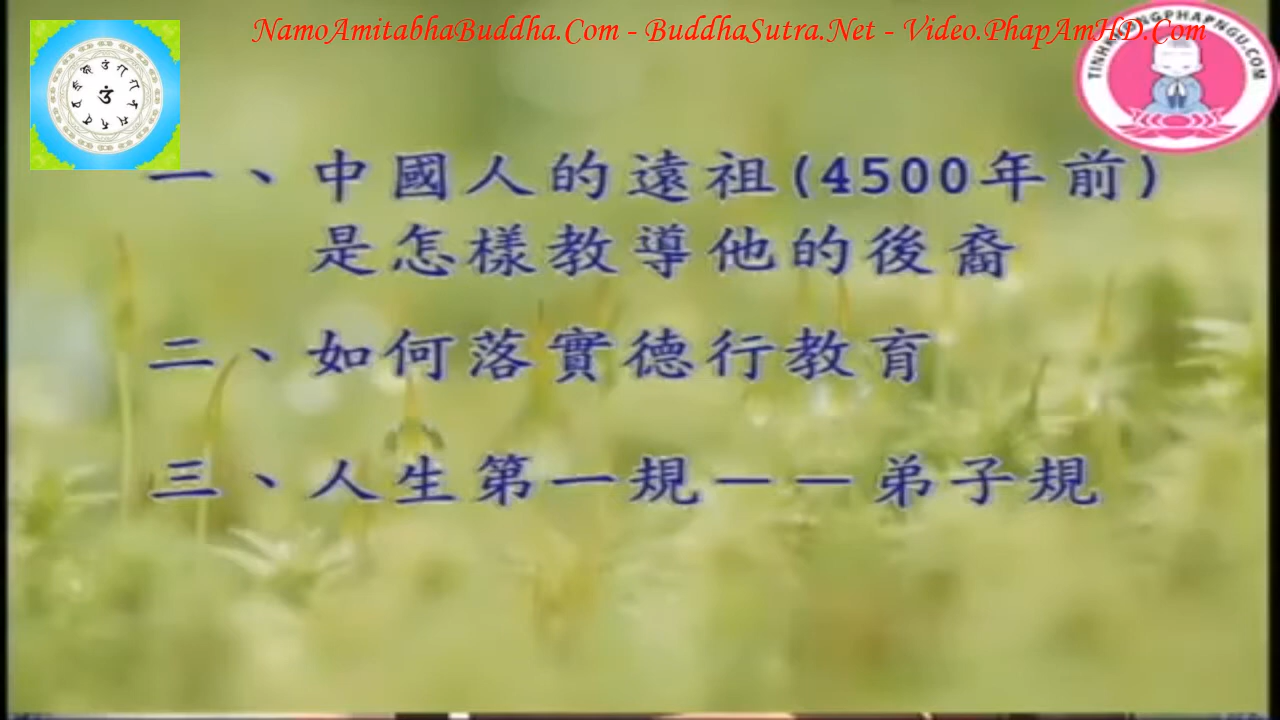 NamoAmitabhaBuddha.Com - BuddhaSutra.Net - Video.PhapAmHD.Com
一、中國人的遠祖(4500年前)
是怎樣教導他的後裔
二、如何落實德行教育
三、人生第一規－－弟子規